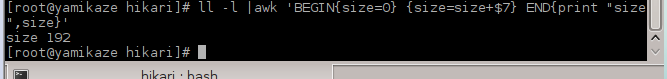 [root@yamikaze hikari]# ll -l |awk 'BEGIN{size=0} {size=size+$7} END{print "size
",size}'
size 192
[root@yamikaze hikari]#
hikari : bash